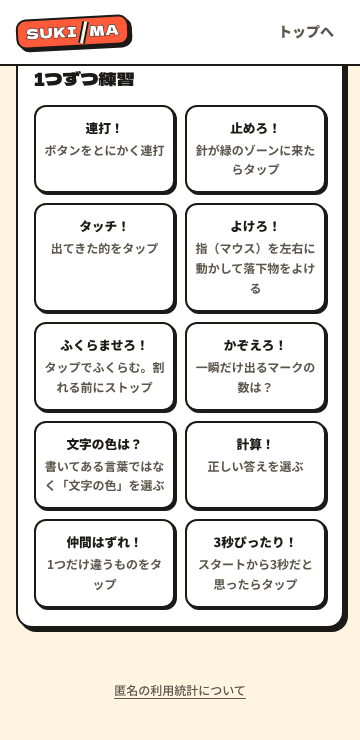 SUKI//MA
トップへ
1つずつ練習
連打！
ボタンをとにかく連打
止めろ！
針が緑のゾーンに来た
らタップ
タッチ！
出てきた的をタップ
よけろ！
指（マウス）を左右に
動かして落下物をよけ
る
ふくらませろ！
タップでふくらむ。割
れる前にストップ
かぞえろ！
一瞬だけ出るマークの
数は？
文字の色は？
書いてある言葉ではな
く「文字の色」を選ぶ
計算！
正しい答えを選ぶ
仲間はずれ！
1つだけ違うものをタ
ップ
3秒ぴったり！
スタートから3秒だと
思ったらタップ
匿名の利用統計について